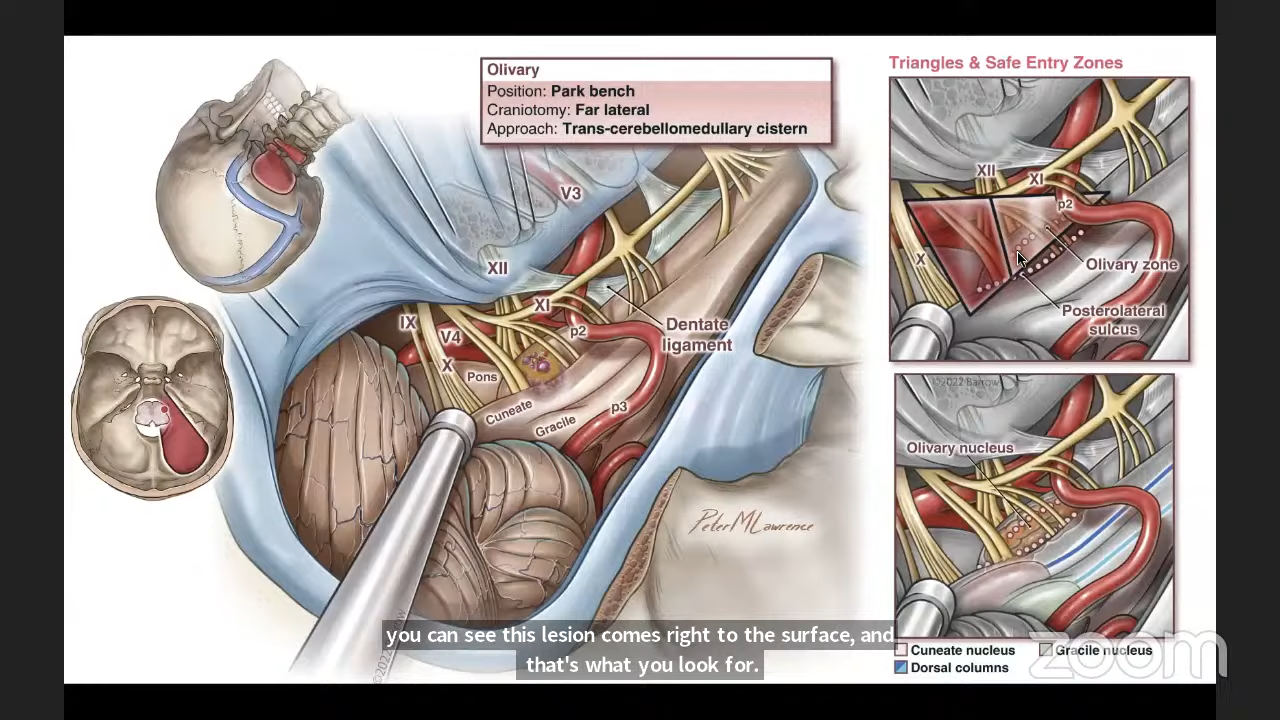 Olivary
Position: Park bench
Craniotomy: Far lateral
Approach: Trans-cerebellomedullary cistern
V3
XII
XI
IX
V4
X
Pons
p2
Dentate
ligament
Cuneate
Gracile
p3
PeterMLawrence
©2022
Triangles & Safe Entry Zones
XII
XI
p2
X
Olivary zone
Posterolateral
sulcus
©2022 Barrow
Olivary nucleus
Cuneate nucleus
Gracile nucleus
Dorsal columns
you can see this lesion comes right to the surface, and
that's what you look for.
zoom